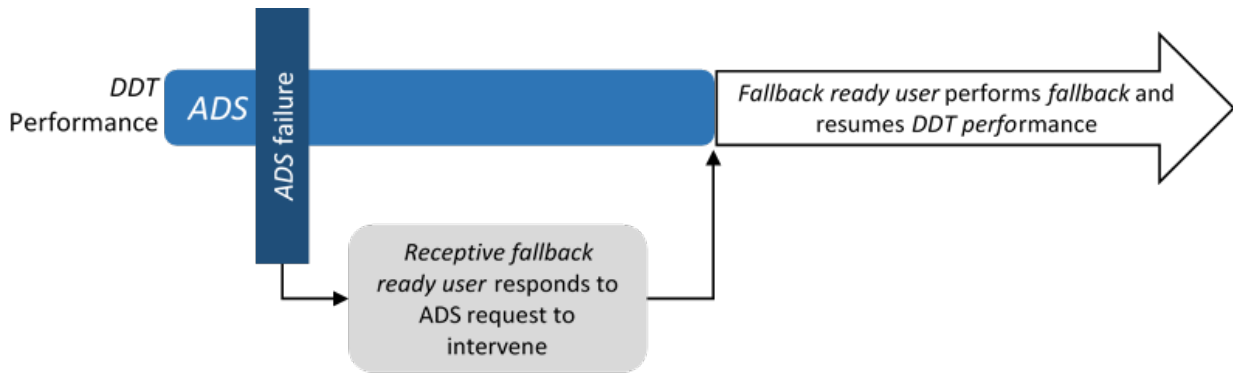 DDT
Performance
ADS
ADS failure
Fallback ready user performs fallback and
resumes DDT performance
Receptive fallback
ready user responds to
ADS request to
intervene